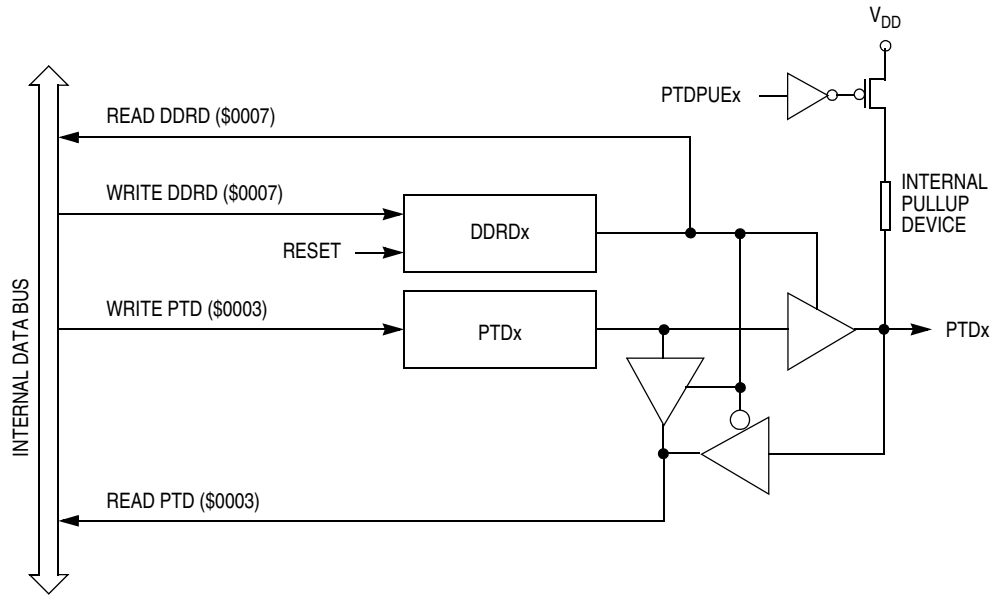 VDD
PTDPUEx
READ DDRD ($0007)
WRITE DDRD ($0007)
INTERNAL
PULLUP
DEVICE
DDRDx
RESET
WRITE PTD ($0003)
PTDx
PTDx
INTERNAL DATA BUS
READ PTD ($0003)